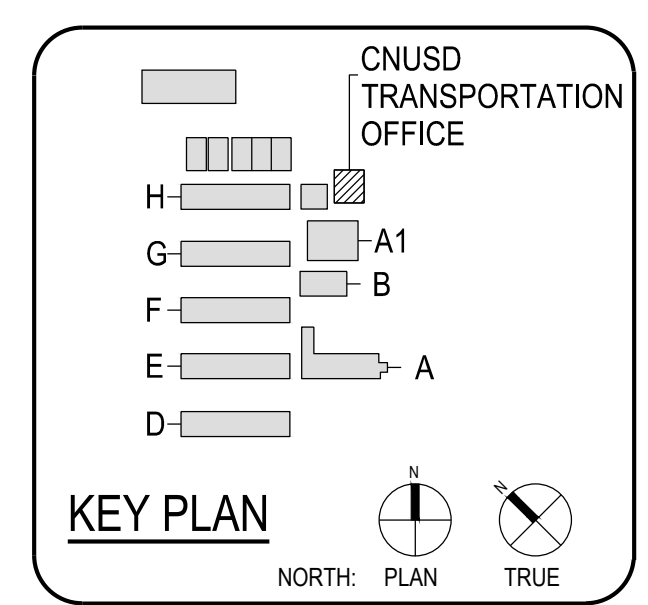 CNUSD
TRANSPORTATION
OFFICE
H
A1
G
B
F
E
A
D
KEY PLAN
N
N
NORTH: PLAN TRUE